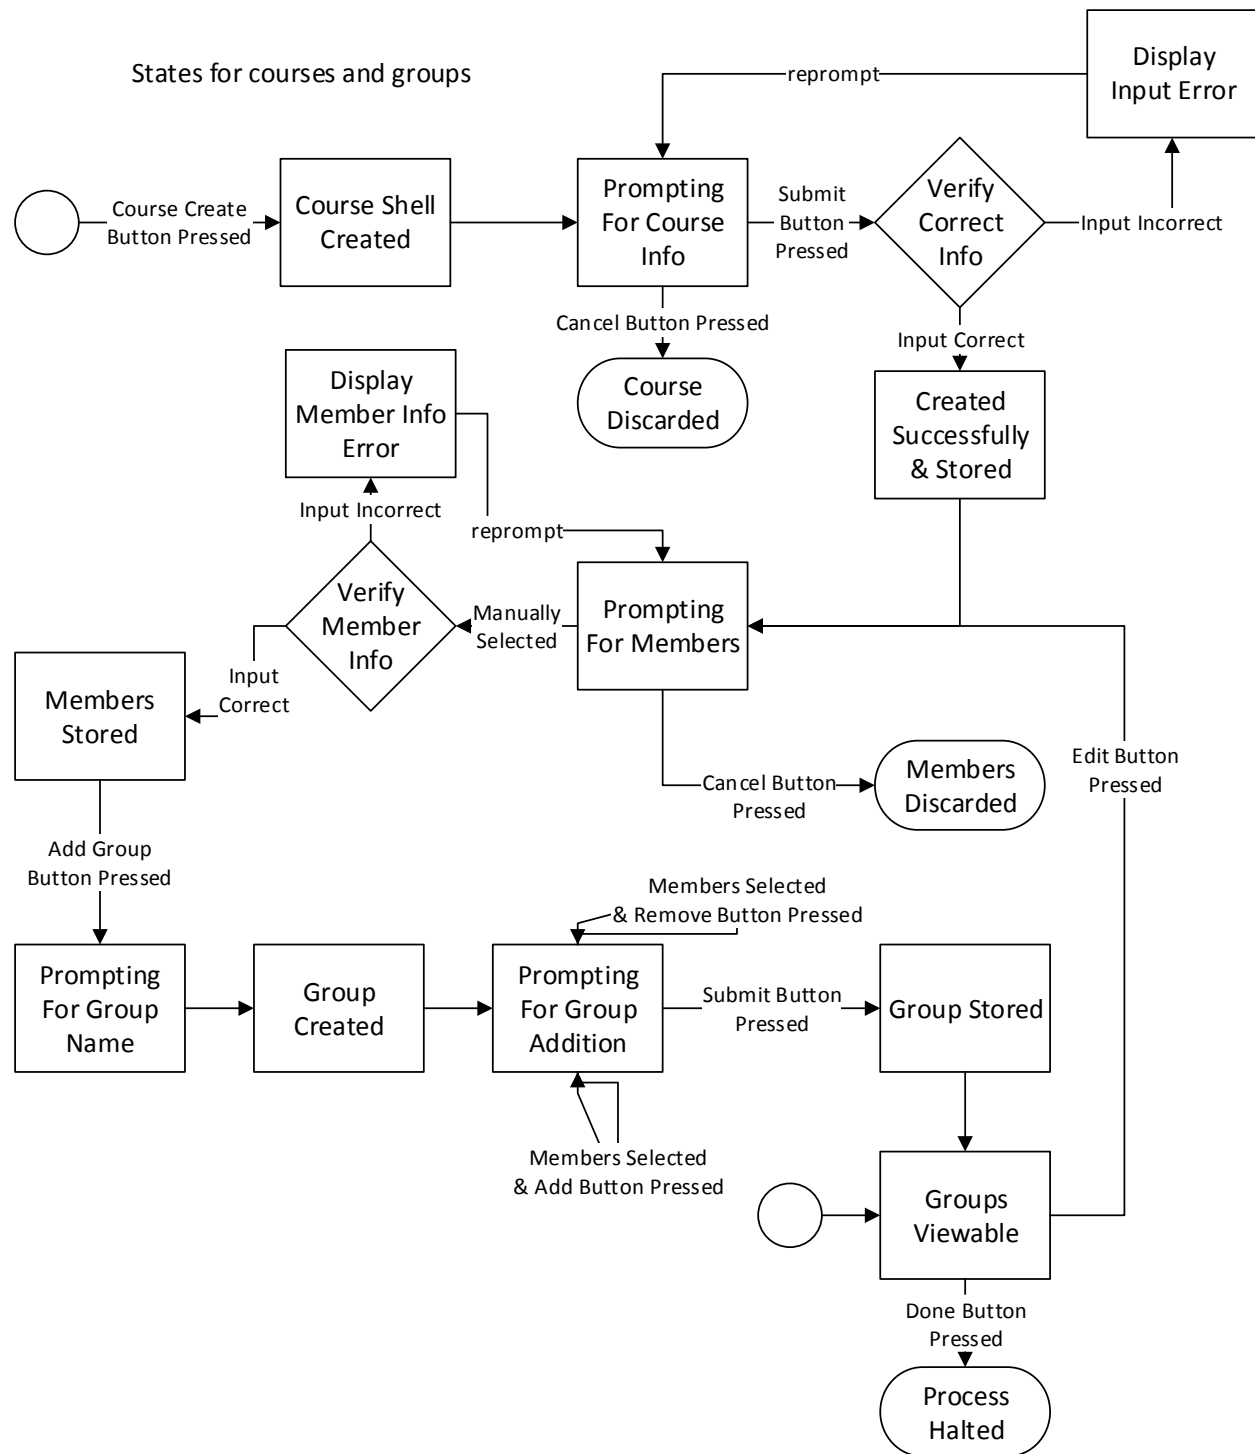 States for courses and groups
Display
Input Error
reprompt
Course Create
Button Pressed
Course Shell
Created
Prompting
For Course
Info
Submit
Button
Pressed
Verify
Correct
Info
Input Incorrect
Cancel Button Pressed
Course
Discarded
Input Correct
Created
Successfully
& Stored
Display
Member Info
Error
Input Incorrect
reprompt
Verify
Member
Info
Manually
Selected
Prompting
For Members
Input
Correct
Members
Stored
Cancel Button
Pressed
Members
Discarded
Edit Button
Pressed
Add Group
Button Pressed
Members Selected
& Remove Button Pressed
Prompting
For Group
Name
Group
Created
Prompting
For Group
Addition
Submit Button
Pressed
Group Stored
Members Selected
& Add Button Pressed
Groups
Viewable
Done Button
Pressed
Process
Halted